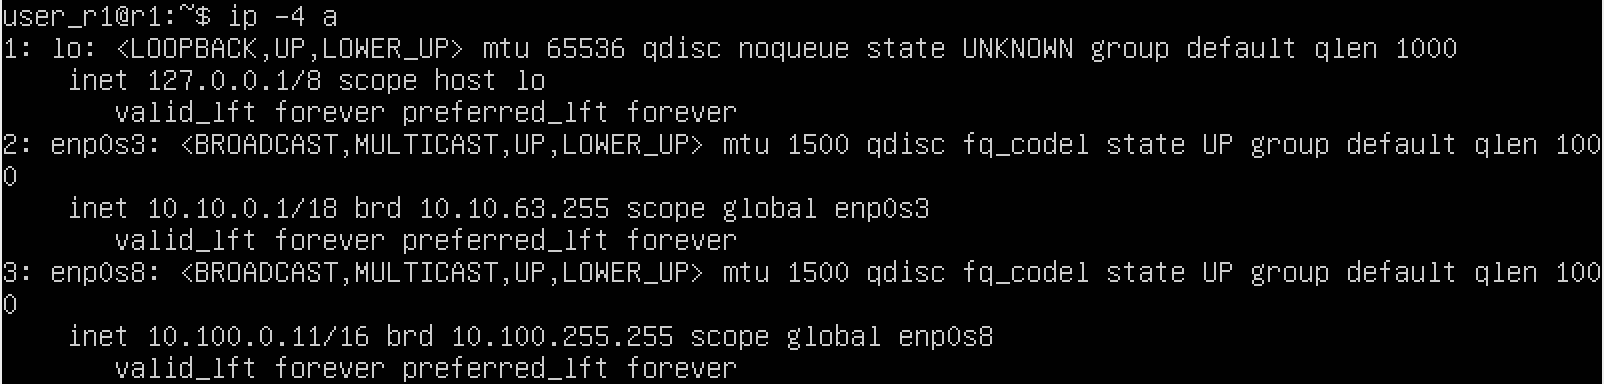 user_r1@r1:~$ ip -4 a
1: lo: <LOOPBACK,UP,LOWER_UP> mtu 65536 qdisc noqueue state UNKNOWN group default qlen 1000
    inet 127.0.0.1/8 scope host lo
       valid_lft forever preferred_lft forever
2: enp0s3: <BROADCAST,MULTICAST,UP,LOWER_UP> mtu 1500 qdisc fq_codel state UP group default qlen 100
0
    inet 10.10.0.1/18 brd 10.10.63.255 scope global enp0s3
       valid_lft forever preferred_lft forever
3: enp0s8: <BROADCAST,MULTICAST,UP,LOWER_UP> mtu 1500 qdisc fq_codel state UP group default qlen 100
0
    inet 10.100.0.11/16 brd 10.100.255.255 scope global enp0s8
       valid_lft forever preferred_lft forever